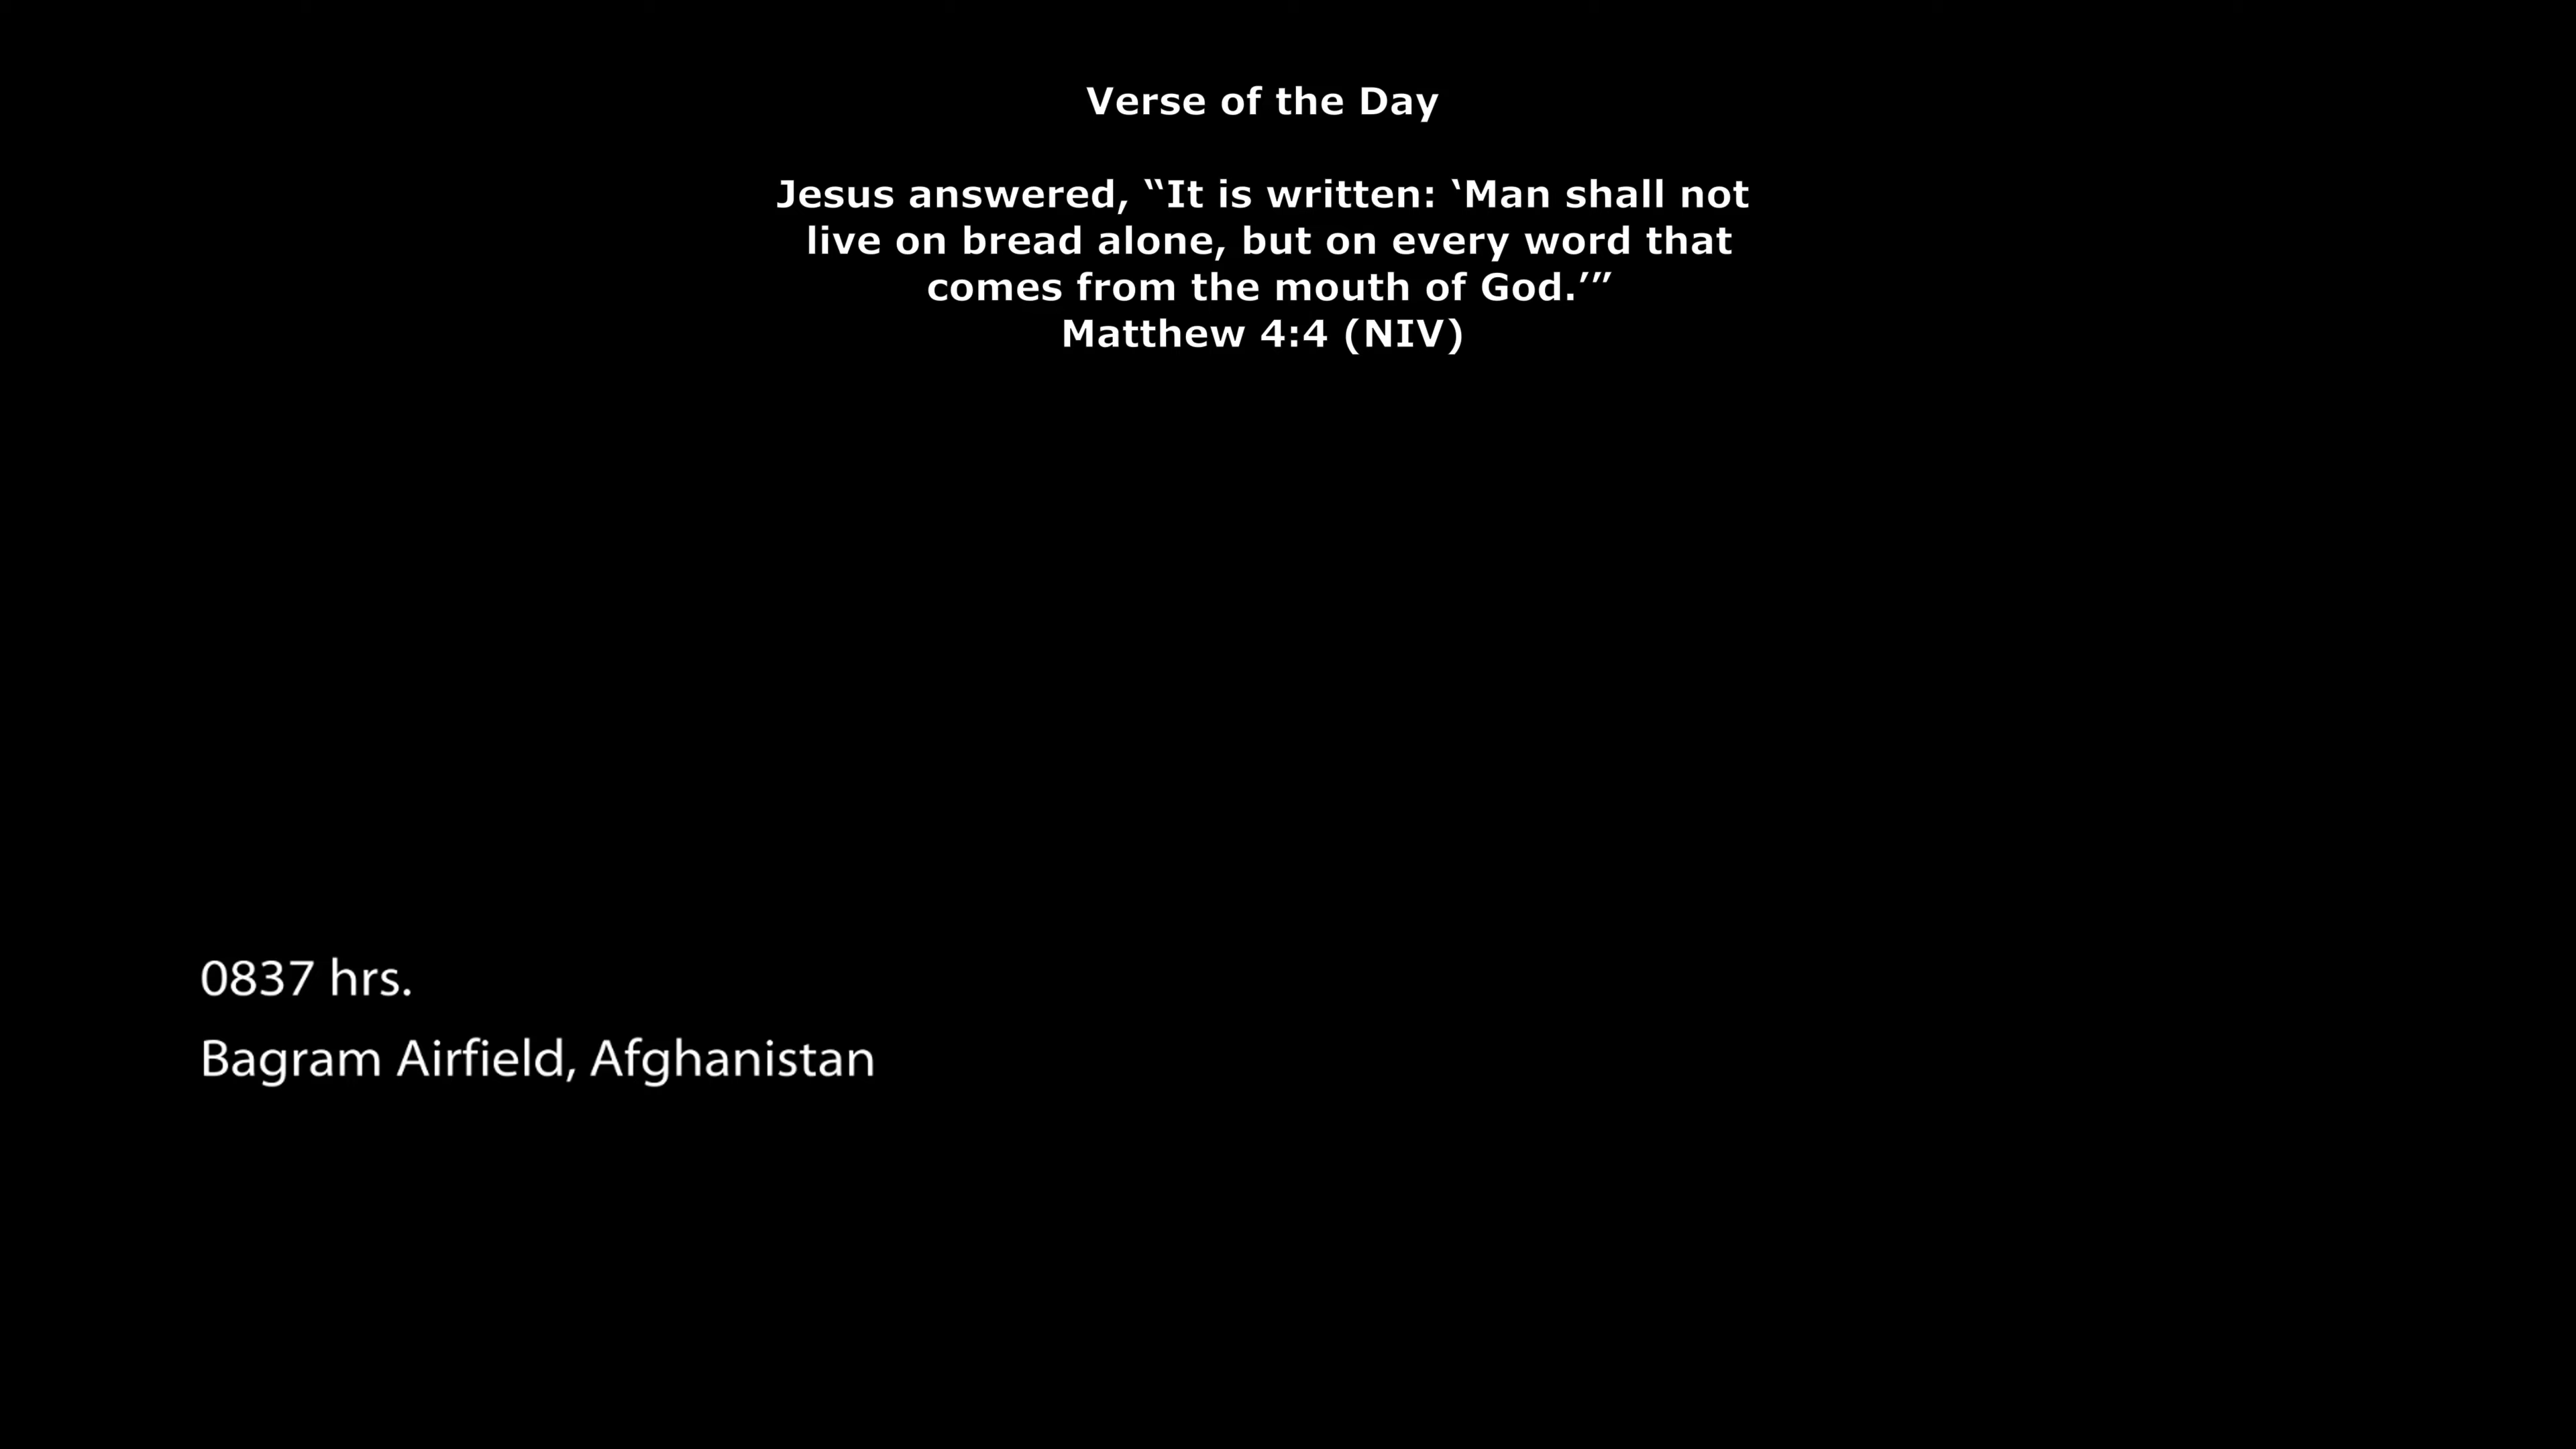 Verse of the Day
Jesus answered, “It is written: ‘Man shall not
live on bread alone, but on every word that
comes from the mouth of God.’”
Matthew 4:4 (NIV)
0837 hrs.
Bagram Airfield, Afghanistan